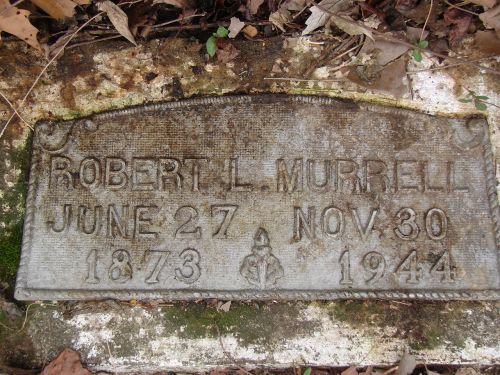 ROBERT L. MURRELL
JUNE 27 NOV. 30
1873 1944